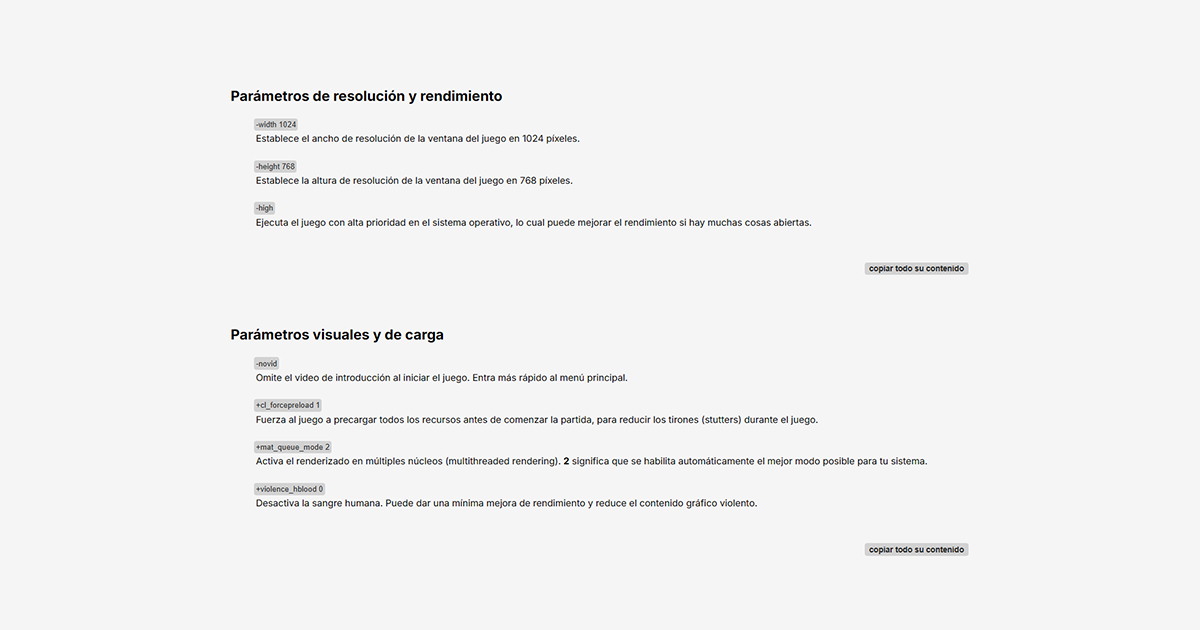 Parámetros de resolución y rendimiento
-width 1024
Establece el ancho de resolución de la ventana del juego en 1024 píxeles.
-height 768
Establece la altura de resolución de la ventana del juego en 768 píxeles.
-high
Ejecuta el juego con alta prioridad en el sistema operativo, lo cual puede mejorar el rendimiento si hay muchas cosas abiertas.
copiar todo su contenido
Parámetros visuales y de carga
-novid
Omite el video de introducción al iniciar el juego. Entra más rápido al menú principal.
+cl_forcepreload 1
Fuerza al juego a precargar todos los recursos antes de comenzar la partida, para reducir los tirones (stutters) durante el juego.
+mat_queue_mode 2
Activa el renderizado en múltiples núcleos (multithreaded rendering). 2 significa que se habilita automáticamente el mejor modo posible para tu sistema.
+violence_hblood 0
Desactiva la sangre humana. Puede dar una mínima mejora de rendimiento y reduce el contenido gráfico violento.
copiar todo su contenido